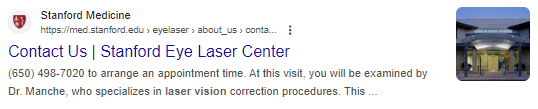 Stanford Medicine
https://med.stanford.edu › eyelaser › about_us › conta...
Contact Us | Stanford Eye Laser Center
(650) 498-7020 to arrange an appointment time. At this visit, you will be examined by
Dr. Manche, who specializes in laser vision correction procedures. This ...